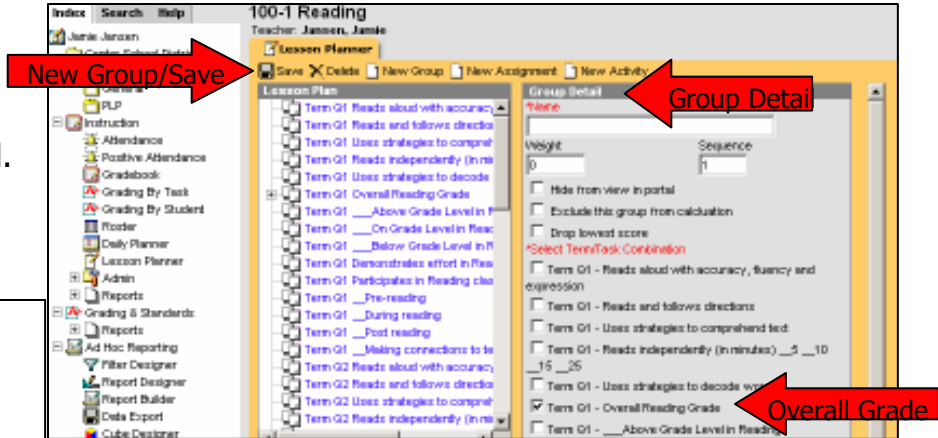 Index Search Help
100-1 Reading
Teacher: Jansen, Jamie
Jamie Jansen
Center School District
Lesson Planner
Save Delete New Group New Assignment New Activity
New Group/Save
Group Detail
Overall Grade
General
PLP
Instruction
Attendance
Positive Attendance
Gradebook
Grading By Task
Grading By Student
Roster
Daily Planner
Lesson Planner
Admin
Reports
Grading & Standards
Reports
Ad Hoc Reporting
Filter Designer
Report Designer
Report Builder
Data Export
Cube Designer
Lesson Plan
Term Q1 Reads aloud with accuracy
Term Q1 Reads and follows directio
Term Q1 Uses strategies to compreh
Term Q1 Reads independently (in mi
Term Q1 Uses strategies to decode
Term Q1 Overall Reading Grade
Term Q1 ___Above Grade Level in R
Term Q1 ___On Grade Level in Read
Term Q1 ___Below Grade Level in R
Term Q1 Demonstrates effort in Rea
Term Q1 Participates in Reading clas
Term Q1 __Pre-reading
Term Q1 __During reading
Term Q1 __Post reading
Term Q1 __Making connections to te
Term Q2 Reads aloud with accuracy
Term Q2 Reads and follows directio
Term Q2 Uses strategies to compreh
Term Q2 Reads independently (in mi
Group Detail
*Name
Weight Sequence
0 1
Hide from view in portal
Exclude this group from calcluation
Drop lowest score
*Select Term/Task Combination
Term Q1 - Reads aloud with accuracy, fluency and
expression
Term Q1 - Reads and follows directions
Term Q1 - Uses strategies to comprehend text
Term Q1 - Reads independently (in minutes) __5 __10
__15 __25
Term Q1 - Uses strategies to decode
Term Q1 - Overall Reading Grade
Term Q1 - ___Above Grade Level in Reading